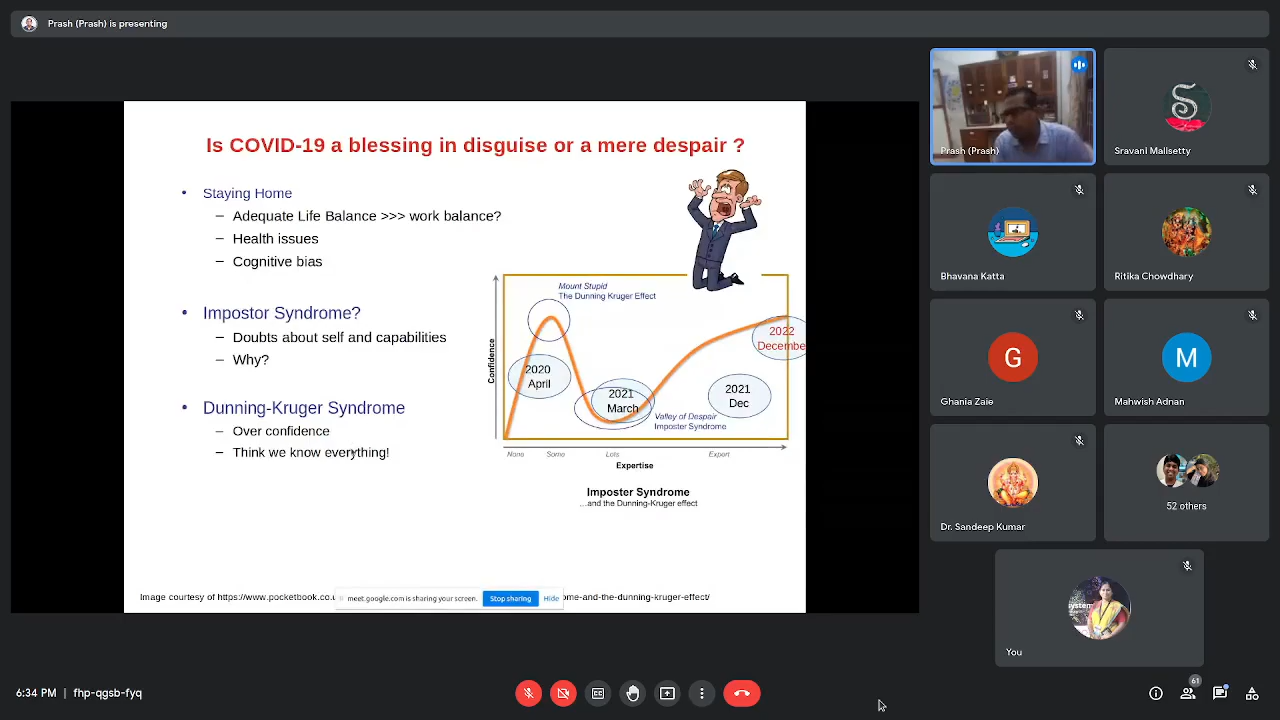 Prash (Prash) is presenting
Is COVID-19 a blessing in disguise or a mere despair ?
• Staying Home
– Adequate Life Balance >>> work balance?
– Health issues
– Cognitive bias
• Impostor Syndrome?
– Doubts about self and capabilities
– Why?
• Dunning-Kruger Syndrome
– Over confidence
– Think we know everything!
Mount Stupid
The Dunning Kruger Effect
Confidence
2020
April
2021
March
2021
Dec
2022
Decembe
Valley of Despair
Imposter Syndrome
None Some Lots Expert
Expertise
Imposter Syndrome
...and the Dunning-Kruger effect
Image courtesy of https://www.pocketbook.co.u
ome-and-the-dunning-kruger-effect/
meet.google.com is sharing your screen. Stop sharing Hide
Prash (Prash)
Sravani Malisetty
S
Bhavana Katta
Ritika Chowdhary
G
Ghania Zaie
M
Mahwish Adnan
Dr. Sandeep Kumar
52 others
You
6:34 PM | fhp-qgsb-fyq
61